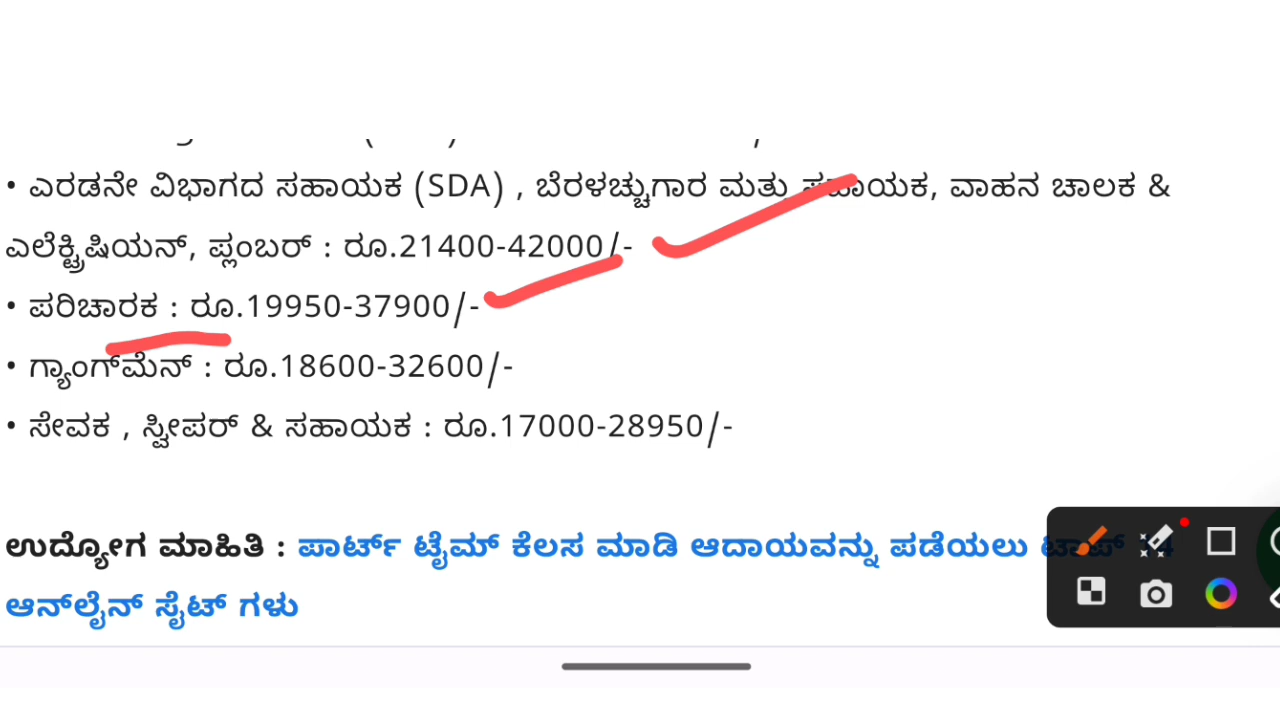 • ಎರಡನೇ ವಿಭಾಗದ ಸಹಾಯಕ (SDA) , ಬೆರಳಚ್ಚುಗಾರ ಮತ್ತು ಸಹಾಯಕ, ವಾಹನ ಚಾಲಕ &
ಎಲೆಕ್ಟ್ರಿಷಿಯನ್, ಪ್ಲಂಬರ್ : ರೂ.21400-42000/-
• ಪರಿಚಾರಕ : ರೂ.19950-37900/-
• ಗ್ಯಾಂಗ್‌ಮೆನ್ : ರೂ.18600-32600/-
• ಸೇವಕ , ಸ್ವೀಪರ್ & ಸಹಾಯಕ : ರೂ.17000-28950/-
ಉದ್ಯೋಗ ಮಾಹಿತಿ : ಪಾರ್ಟ್ ಟೈಮ್ ಕೆಲಸ ಮಾಡಿ ಆದಾಯವನ್ನು ಪಡೆಯಲು ಟಾಪ್
ಆನ್‌ಲೈನ್ ಸೈಟ್ ಗಳು